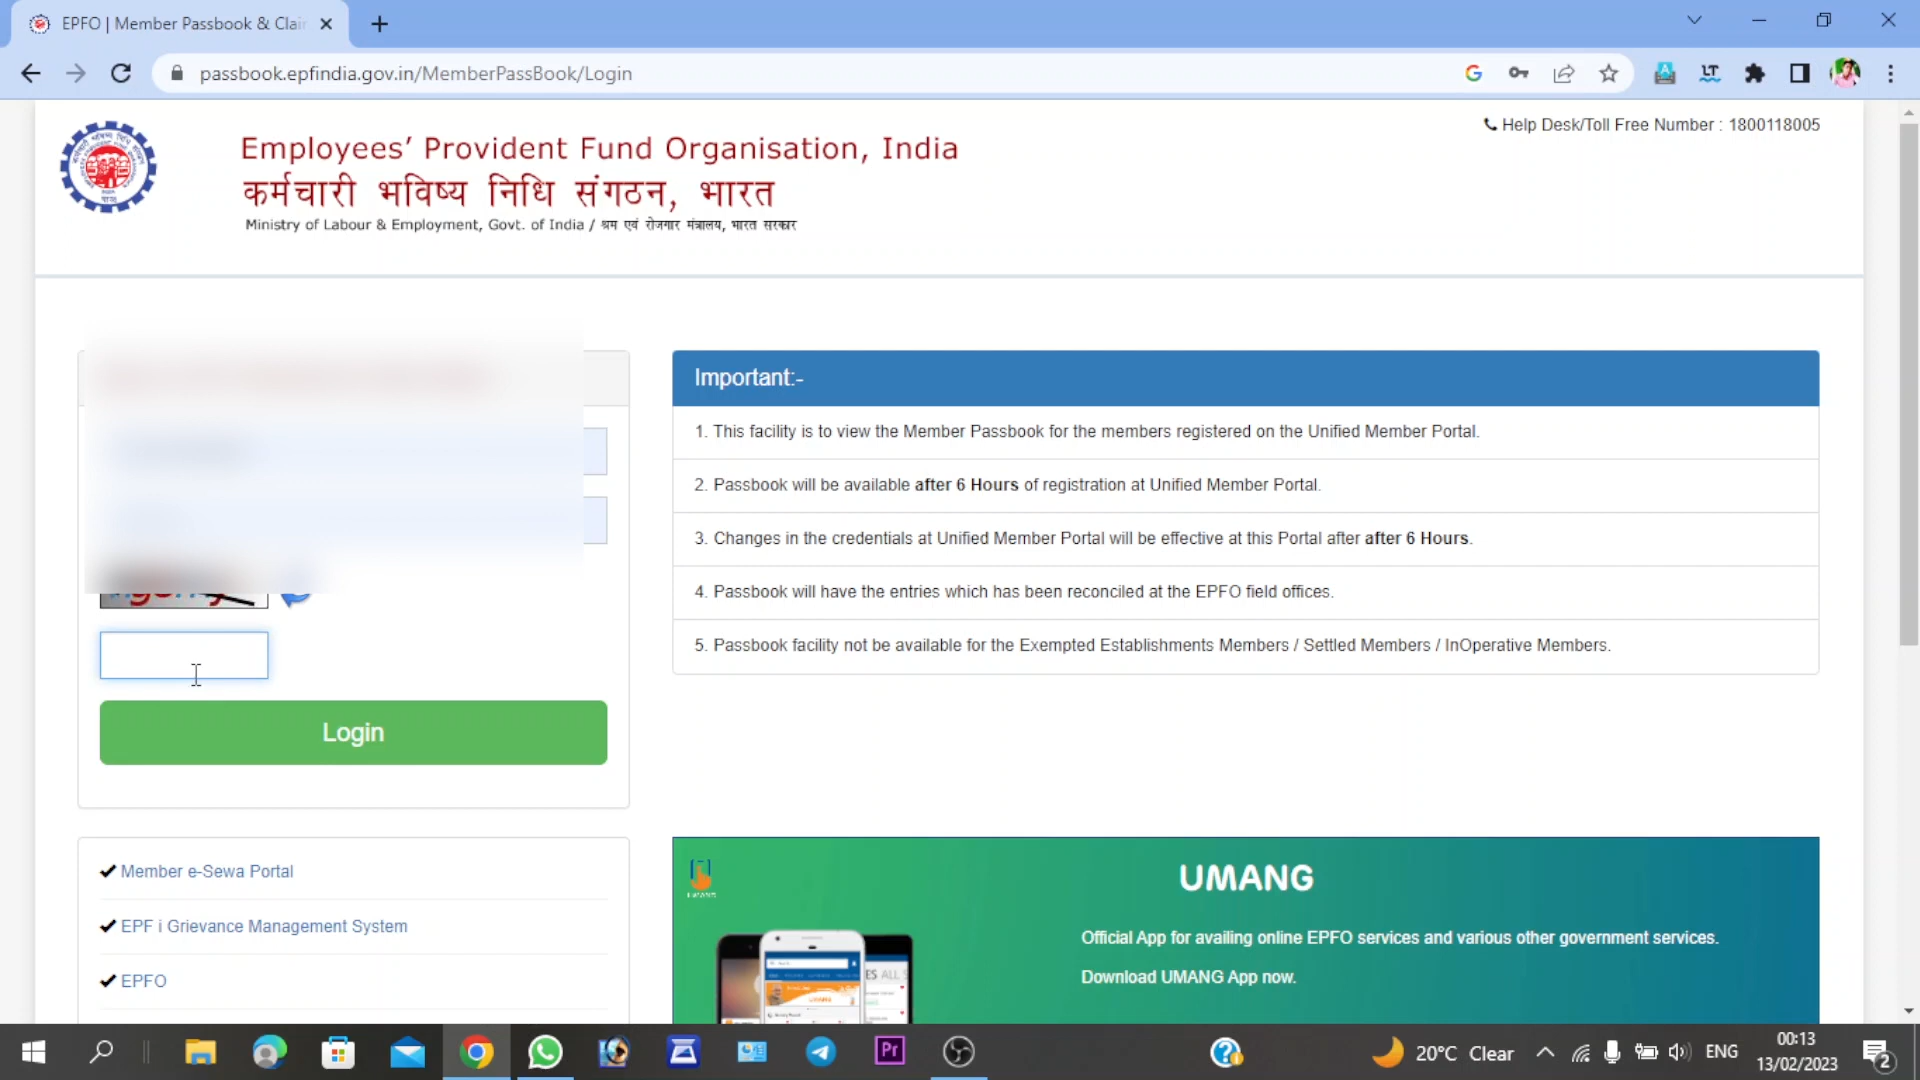 EPFO | Member Passbook & Clai
passbook.epfindia.gov.in/MemberPassBook/Login
Help Desk/Toll Free Number : 1800118005
Employees' Provident Fund Organisation, India
कर्मचारी भविष्य निधि संगठन, भारत
Ministry of Labour & Employment, Govt. of India / श्रम एवं रोजगार मंत्रालय, भारत सरकार
Important:-
1. This facility is to view the Member Passbook for the members registered on the Unified Member Portal.
2. Passbook will be available after 6 Hours of registration at Unified Member Portal.
3. Changes in the credentials at Unified Member Portal will be effective at this Portal after after 6 Hours.
4. Passbook will have the entries which has been reconciled at the EPFO field offices.
5. Passbook facility not be available for the Exempted Establishments Members / Settled Members / InOperative Members.
Login
Member e-Sewa Portal
EPF i Grievance Management System
EPFO
UMANG
UMANG
Official App for availing online EPFO services and various other government services.
Download UMANG App now.
ES ALL S
Pr
20°C Clear
ENG
00:13
13/02/2023
2